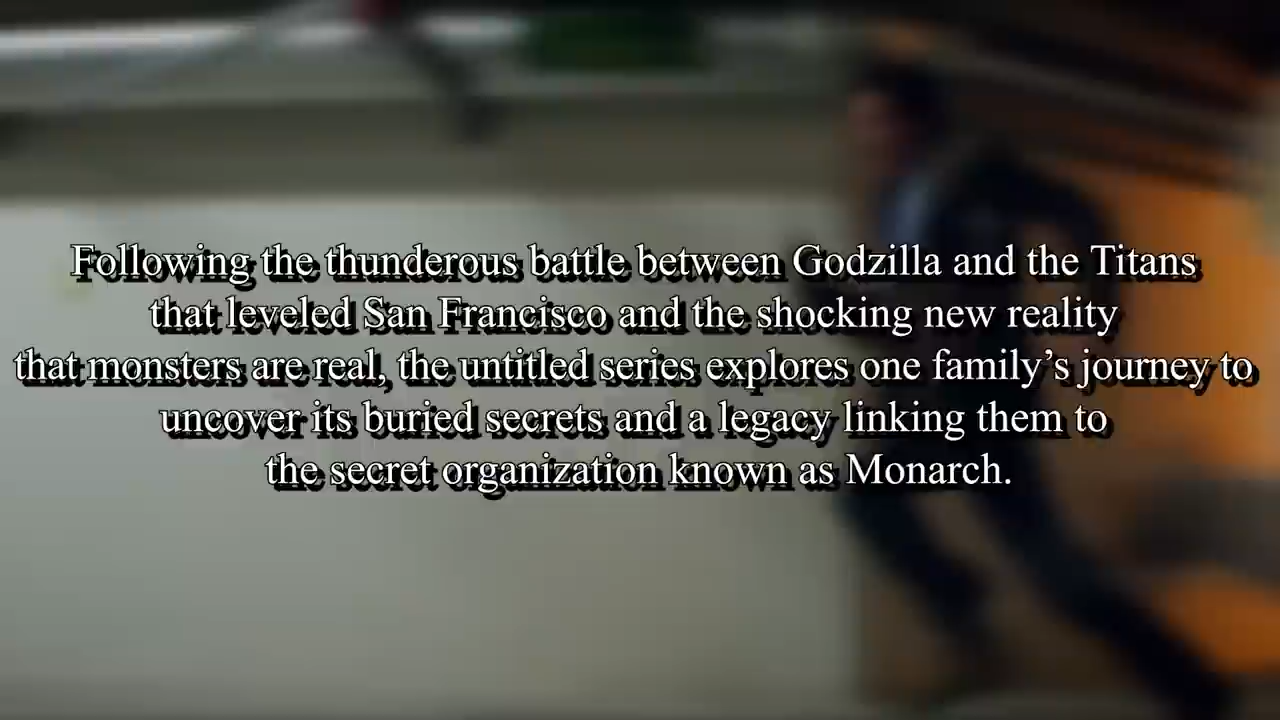 Following the thunderous battle between Godzilla and the Titans
that leveled San Francisco and the shocking new reality
that monsters are real, the untitled series explores one family’s journey to
uncover its buried secrets and a legacy linking them to
the secret organization known as Monarch.